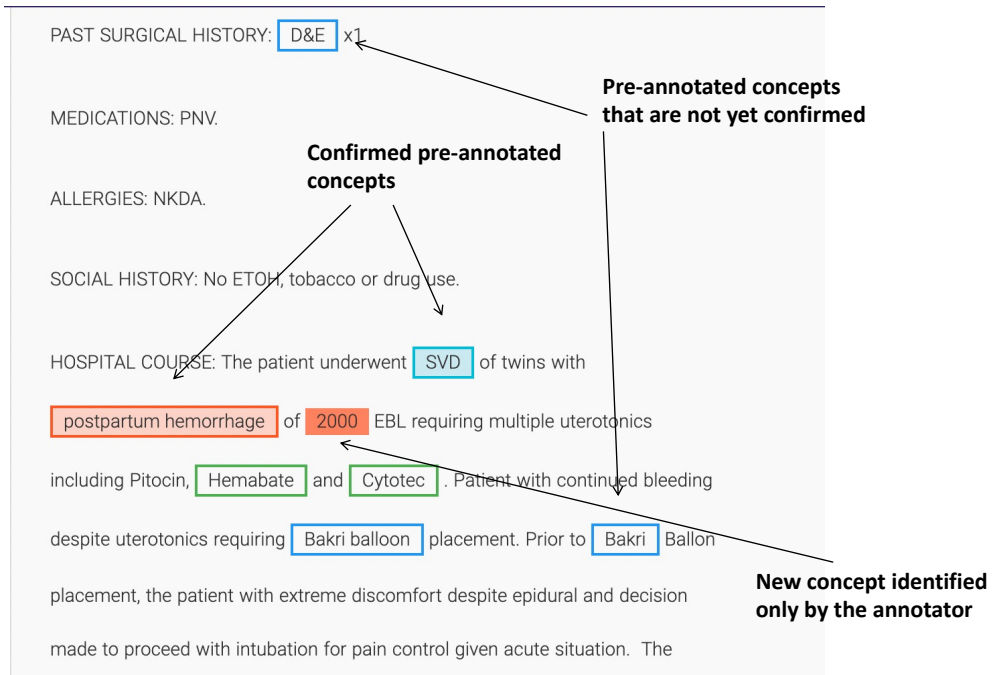 PAST SURGICAL HISTORY: D&E x1.
Pre-annotated concepts
that are not yet confirmed
MEDICATIONS: PNV.
Confirmed pre-annotated
concepts
ALLERGIES: NKDA.
SOCIAL HISTORY: No ETOH, tobacco or drug use.
HOSPITAL COURSE: The patient underwent SVD of twins with
postpartum hemorrhage of 2000 EBL requiring multiple uterotonics
including Pitocin, Hemabate and Cytotec . Patient with continued bleeding
despite uterotonics requiring Bakri balloon placement. Prior to Bakri Ballon
New concept identified
only by the annotator
placement, the patient with extreme discomfort despite epidural and decision
made to proceed with intubation for pain control given acute situation. The